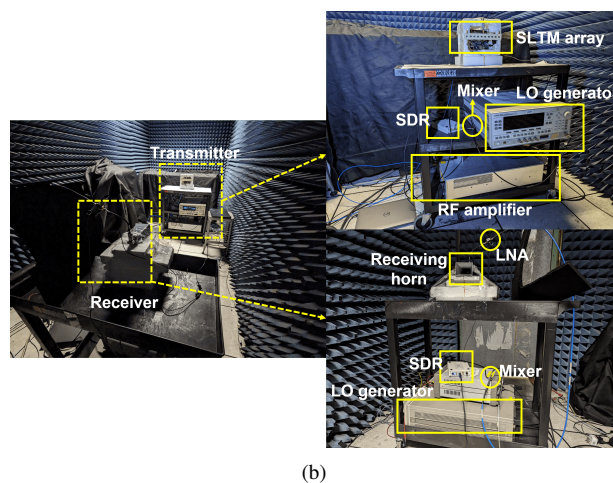 Transmitter
Receiver
SLTM array
Mixer
LO generato
SDR
RF amplifier
LNA
Receiving
horn
SDR
Mixer
LO generator
(b)